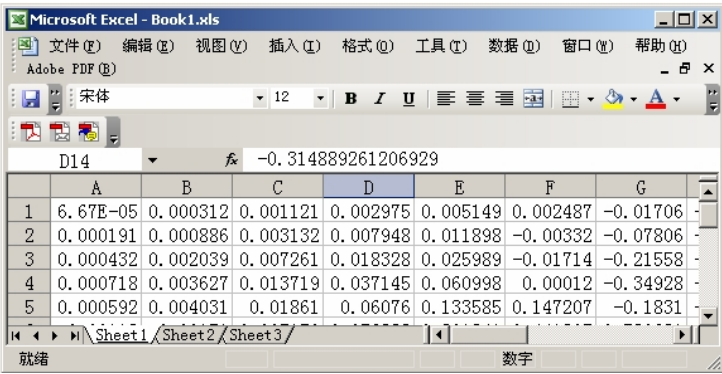 Microsoft Excel - Book1.xls
文件(F) 编辑(E) 视图(V) 插入(I) 格式(O) 工具(T) 数据(D) 窗口(W) 帮助(H)
Adobe PDF(B)
宋体 12 B I U A
D14 fx -0.314889261206929
A B C D E F G
1 6.67E-05 0.000312 0.001121 0.002975 0.005149 0.002487 -0.01706 -
2 0.000191 0.000886 0.003132 0.007948 0.011898 -0.00332 -0.07806 -
3 0.000432 0.002039 0.007261 0.018328 0.025989 -0.01714 -0.21558 -
4 0.000718 0.003627 0.013719 0.037145 0.060998 0.00012 -0.34928 -
5 0.000592 0.004031 0.01861 0.06076 0.133585 0.147207 -0.1831 -
Sheet1 Sheet2 Sheet3
就绪 数字